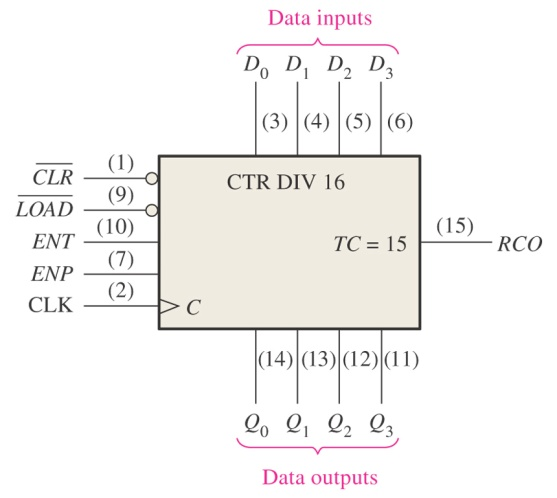 Data inputs
D0 D1 D2 D3
(3) (4) (5) (6)
CLR (1)
LOAD (9)
ENT (10)
ENP (7)
CLK (2)
CTR DIV 16
TC = 15
C
(15) RCO
(14) (13) (12) (11)
Q0 Q1 Q2 Q3
Data outputs